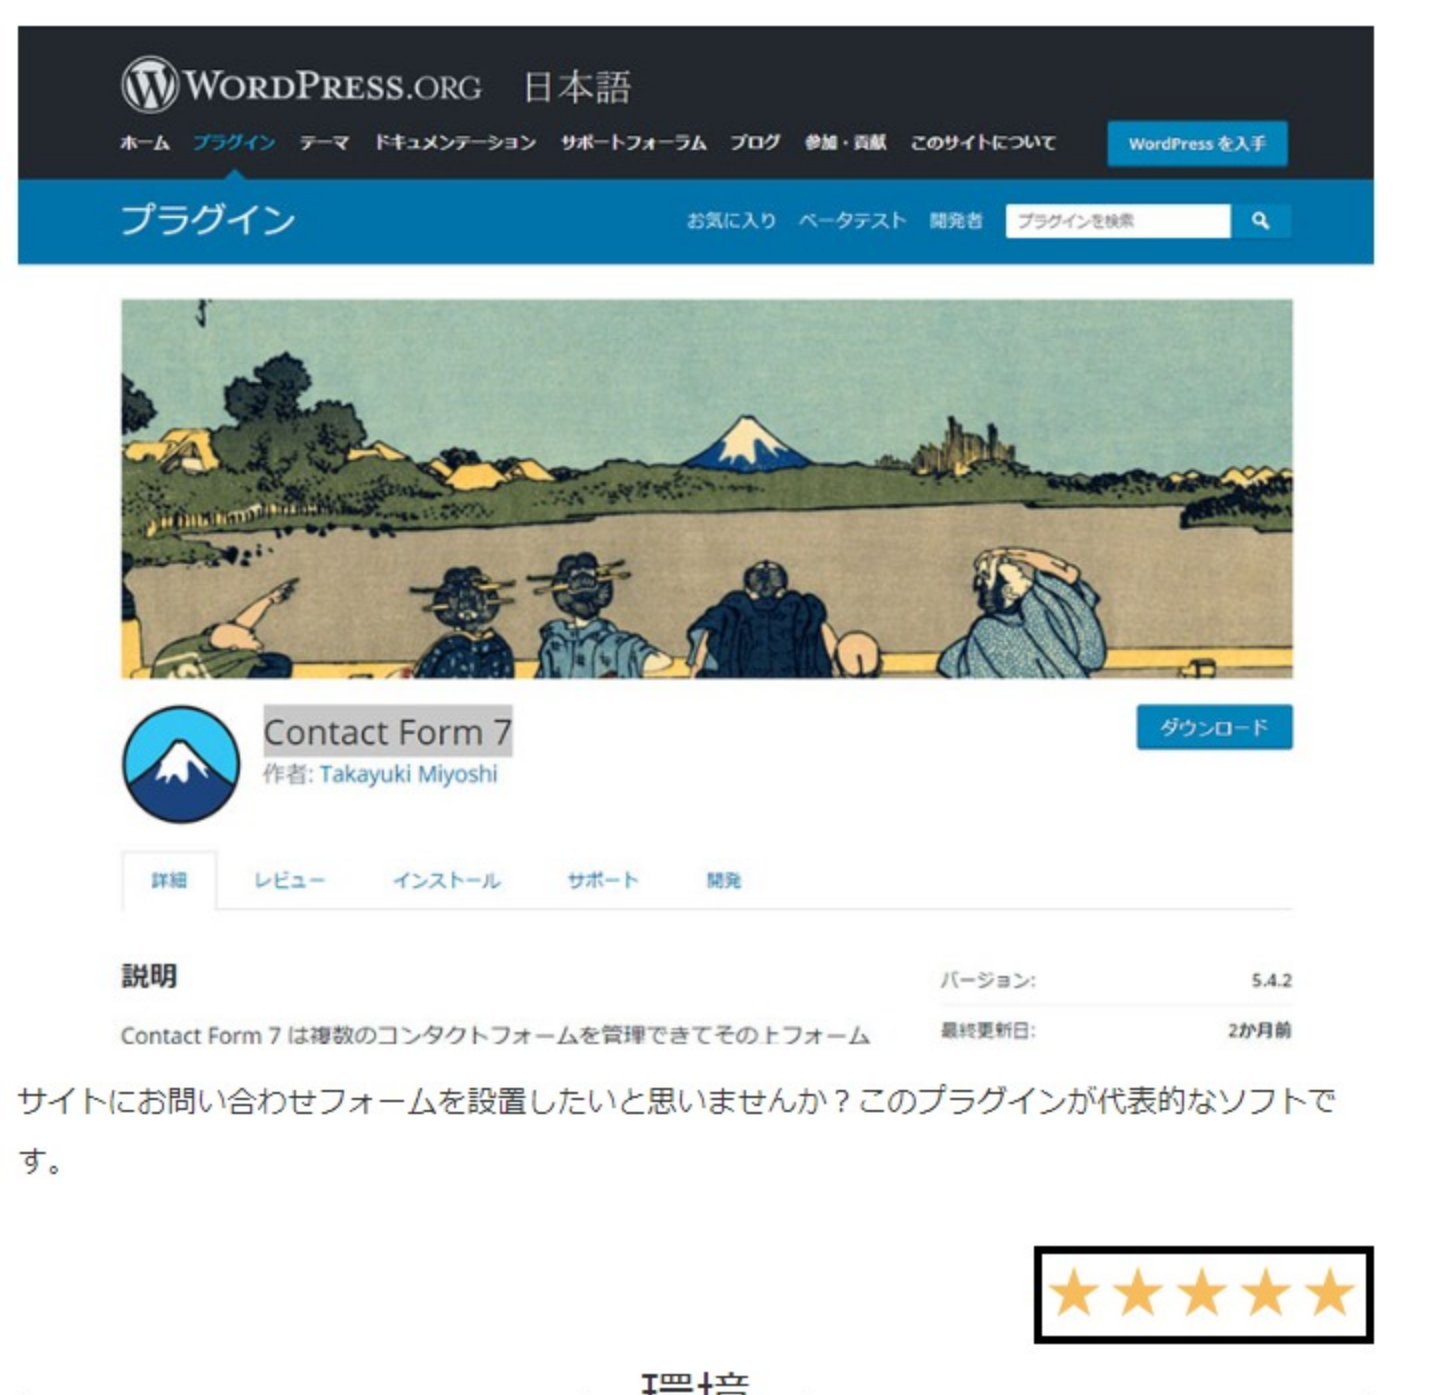 WORDPRESS.ORG 日本語
ホーム プラグイン テーマ ドキュメンテーション サポートフォーラム ブログ 参加・貢献 このサイトについて WordPress を入手
プラグイン お気に入り ベータテスト 開発者 プラグインを検索
Contact Form 7 ダウンロード
作者: Takayuki Miyoshi
詳細 レビュー インストール サポート 開発
説明
バージョン: 5.4.2
Contact Form 7 は複数のコンタクトフォームを管理できてその上フォーム
最終更新日: 2か月前
サイトにお問い合わせフォームを設置したいと思いませんか？このプラグインが代表的なソフトで
す。
環境